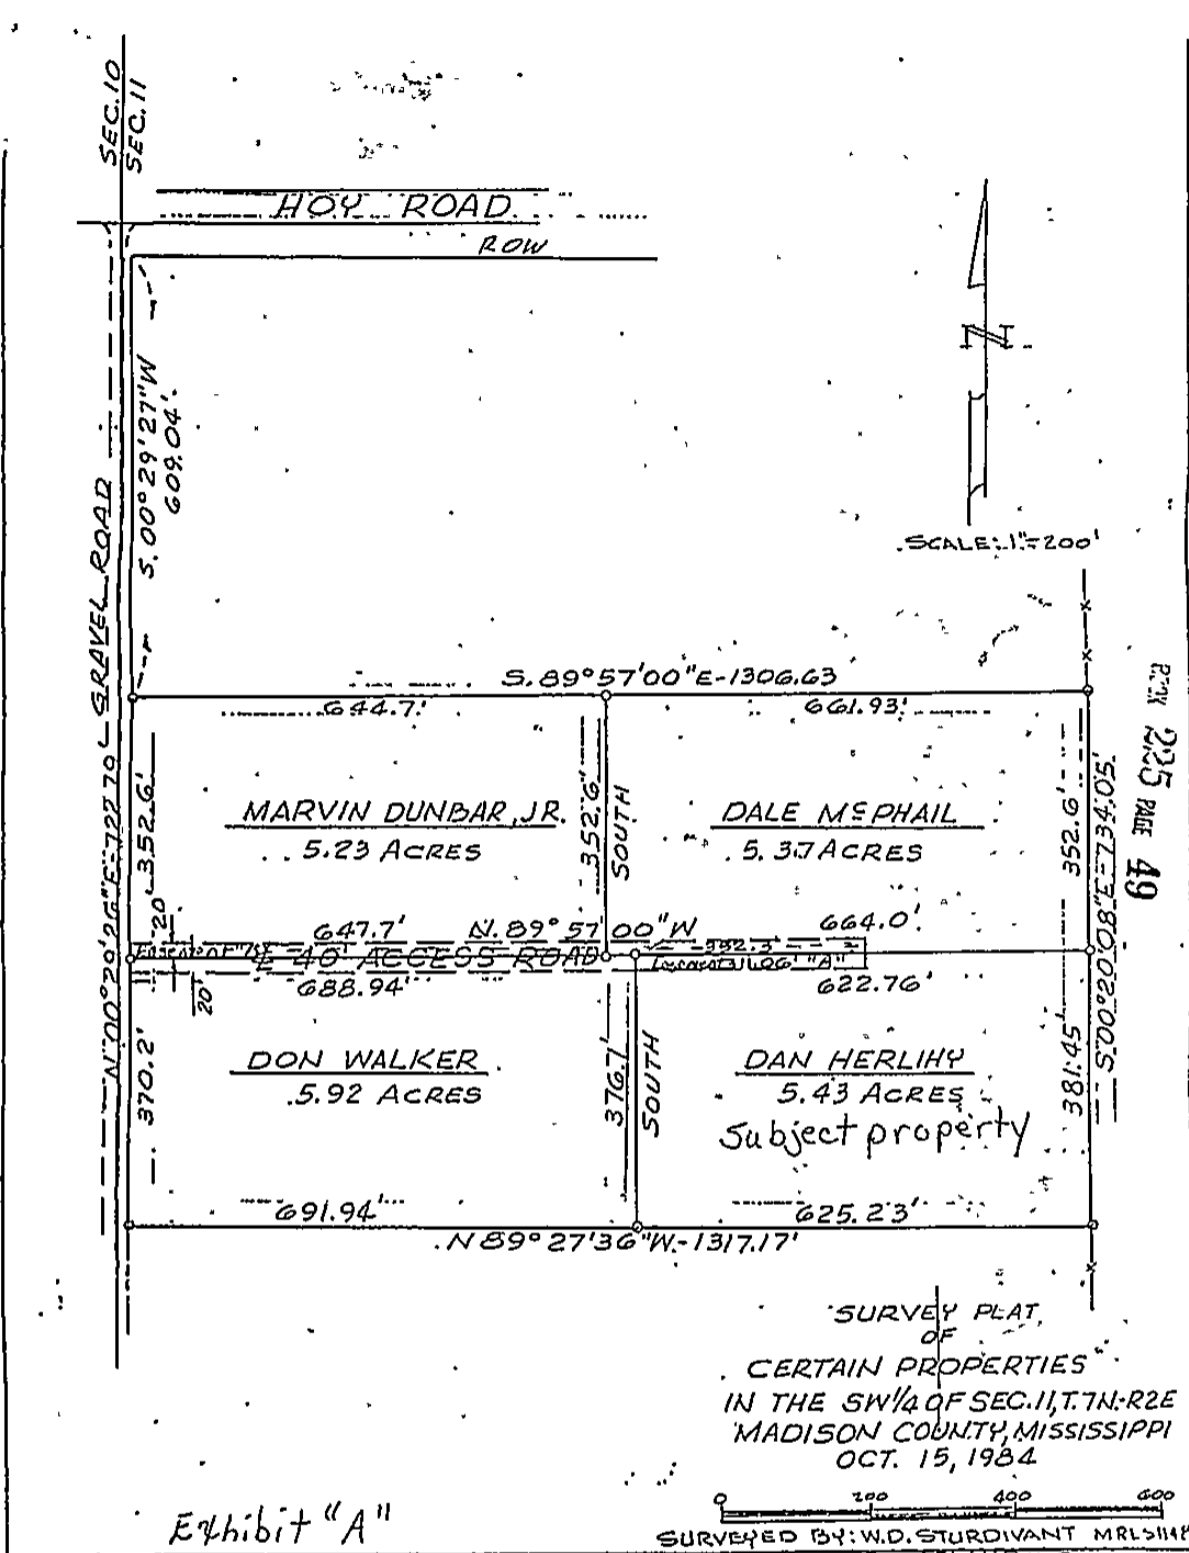 SEC. 10
SEC. 11
HOY ROAD
ROW
S. 00° 29' 27" W
609.04'
GRAVEL ROAD
N
SCALE: 1"=200'
S. 89° 57' 00" E - 1306.63
644.7'
661.93'
352.6'
MARVIN DUNBAR, JR.
5.23 ACRES
352.6'
SOUTH
DALE McPHAIL
5.37 ACRES
352.6'
S. 00° 20' 08" E
225 PAGE 49
20'
647.7'
N. 89° 57' 00" W
664.0'
40' ACCESS ROAD
"A"
20'
688.94'
622.76'
370.2'
DON WALKER
5.92 ACRES
376.7'
SOUTH
DAN HERLIHY
5.43 ACRES
Subject property
381.45'
691.94'
625.23'
N 89° 27' 36" W - 1317.17'
SURVEY PLAT
OF
CERTAIN PROPERTIES
IN THE SW 1/4 OF SEC. 11, T. 7N.-R2E
MADISON COUNTY, MISSISSIPPI
OCT. 15, 1984
0 200 400 600
Exhibit "A"
SURVEYED BY: W.D. STURDIVANT